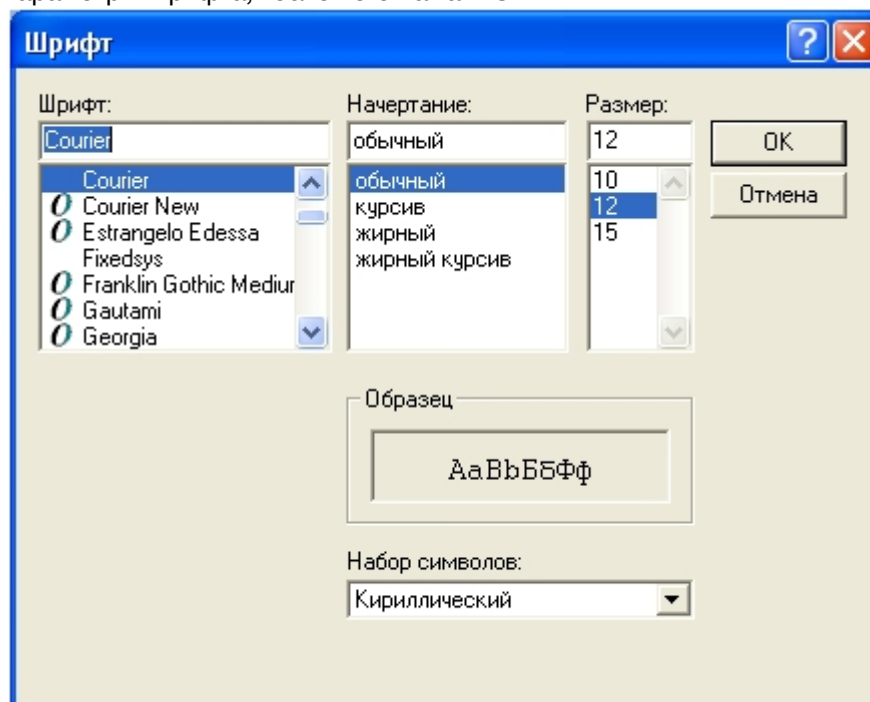 Шрифт
Шрифт:
Courier
Courier
Courier New
Estrangelo Edessa
Fixedsys
Franklin Gothic Mediur
Gautami
Georgia
Начертание:
обычный
обычный
курсив
жирный
жирный курсив
Размер:
12
10
12
15
OK
Отмена
Образец
АаВbБбФф
Набор символов:
Кириллический